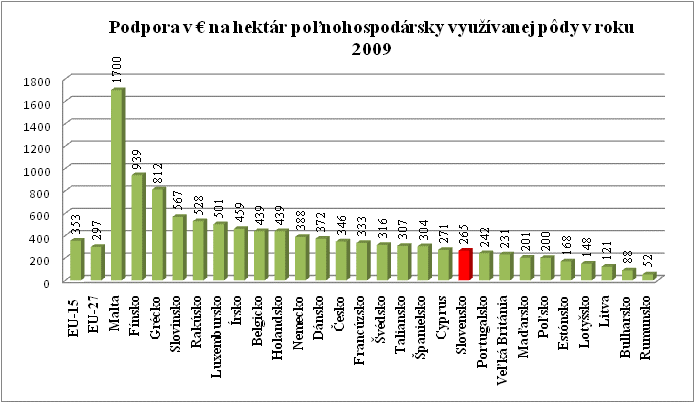 Podpora v € na hektár poľnohospodársky využívanej pôdy v roku
2009
1800
1600
1400
1200
1000
800
600
400
200
0
353
297
1700
939
812
567
528
501
459
439
439
388
372
346
333
316
307
304
271
265
242
231
201
200
168
148
121
88
52
EU-15
EU-27
Malta
Fínsko
Grécko
Slovinsko
Rakúsko
Luxembursko
Írsko
Belgicko
Holandsko
Nemecko
Dánsko
Česko
Francúzsko
Švédsko
Taliansko
Španielsko
Cyprus
Slovensko
Portugalsko
Veľká Británia
Maďarsko
Poľsko
Estónsko
Lotyšsko
Litva
Bulharsko
Rumunsko